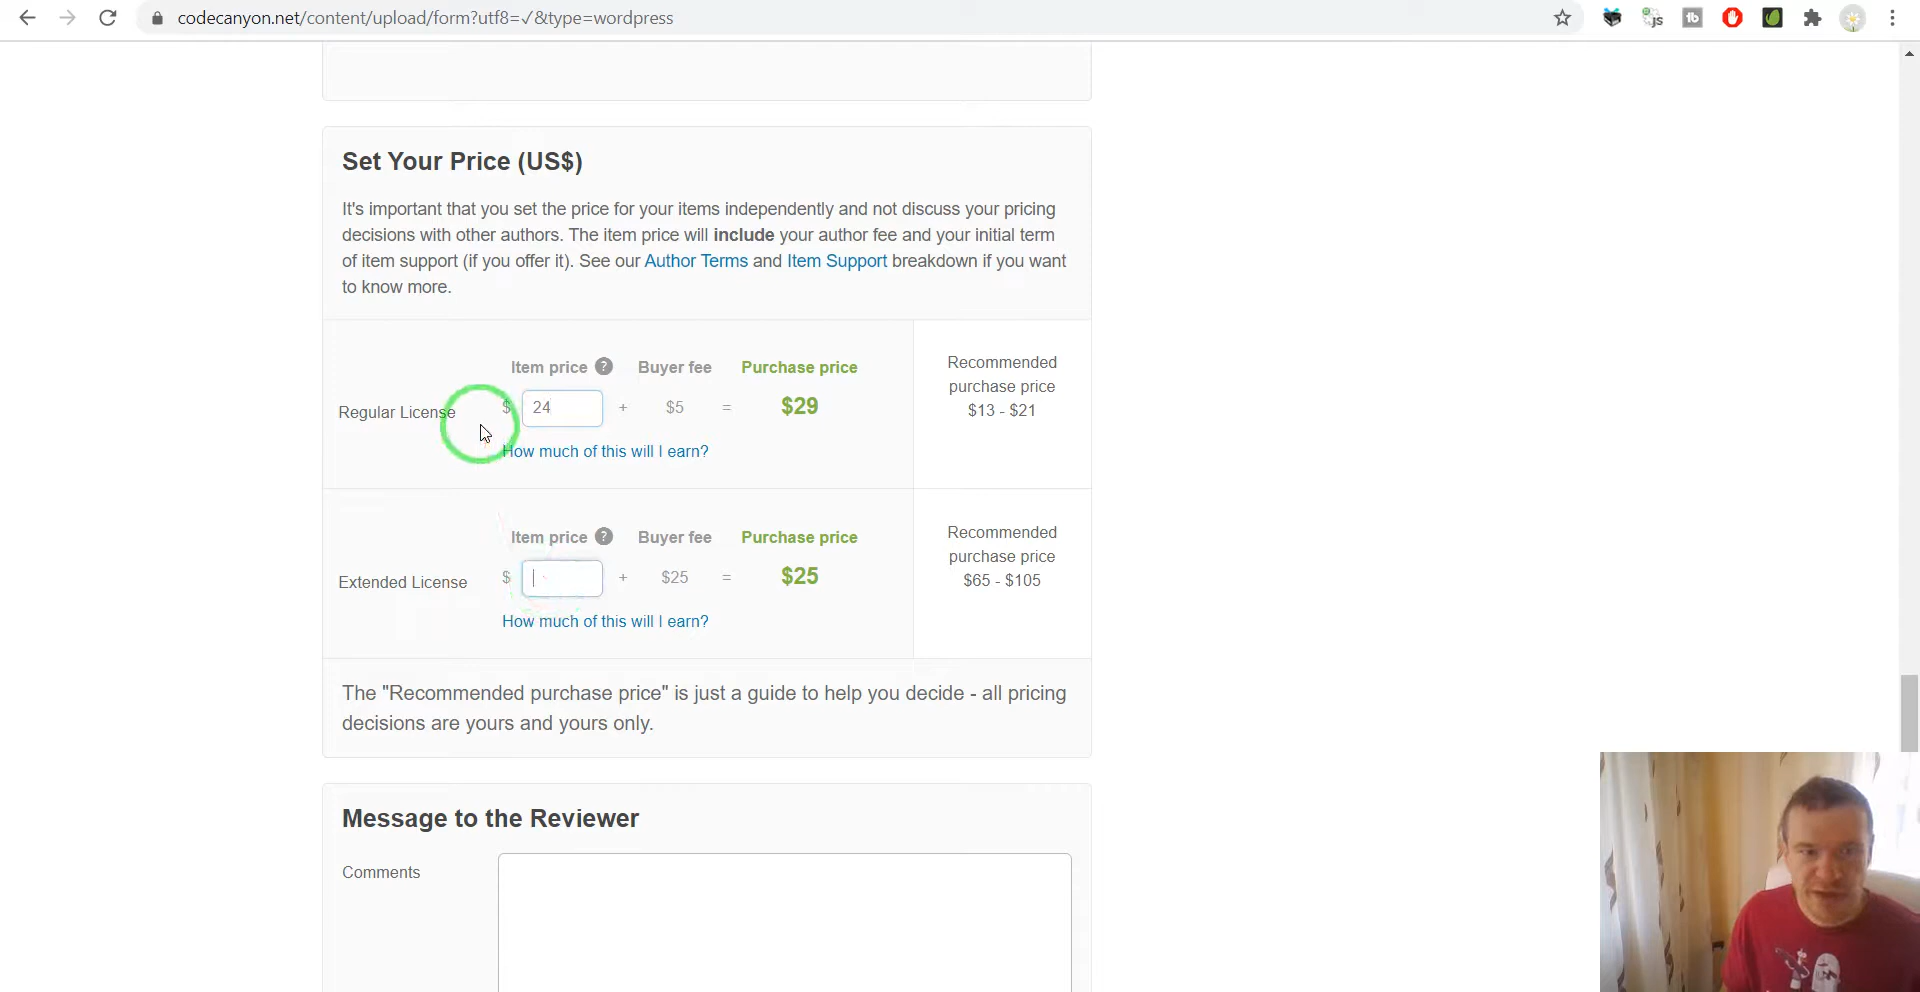 codecanyon.net/content/upload/form?utf8=✓&type=wordpress
Set Your Price (US$)
It's important that you set the price for your items independently and not discuss your pricing
decisions with other authors. The item price will include your author fee and your initial term
of item support (if you offer it). See our Author Terms and Item Support breakdown if you want
to know more.
Item price ? Buyer fee Purchase price
Regular License $ 24 + $5 = $29
How much of this will I earn?
Recommended
purchase price
$13 - $21
Item price ? Buyer fee Purchase price
Extended License $ + $25 = $25
How much of this will I earn?
Recommended
purchase price
$65 - $105
The "Recommended purchase price" is just a guide to help you decide - all pricing
decisions are yours and yours only.
Message to the Reviewer
Comments